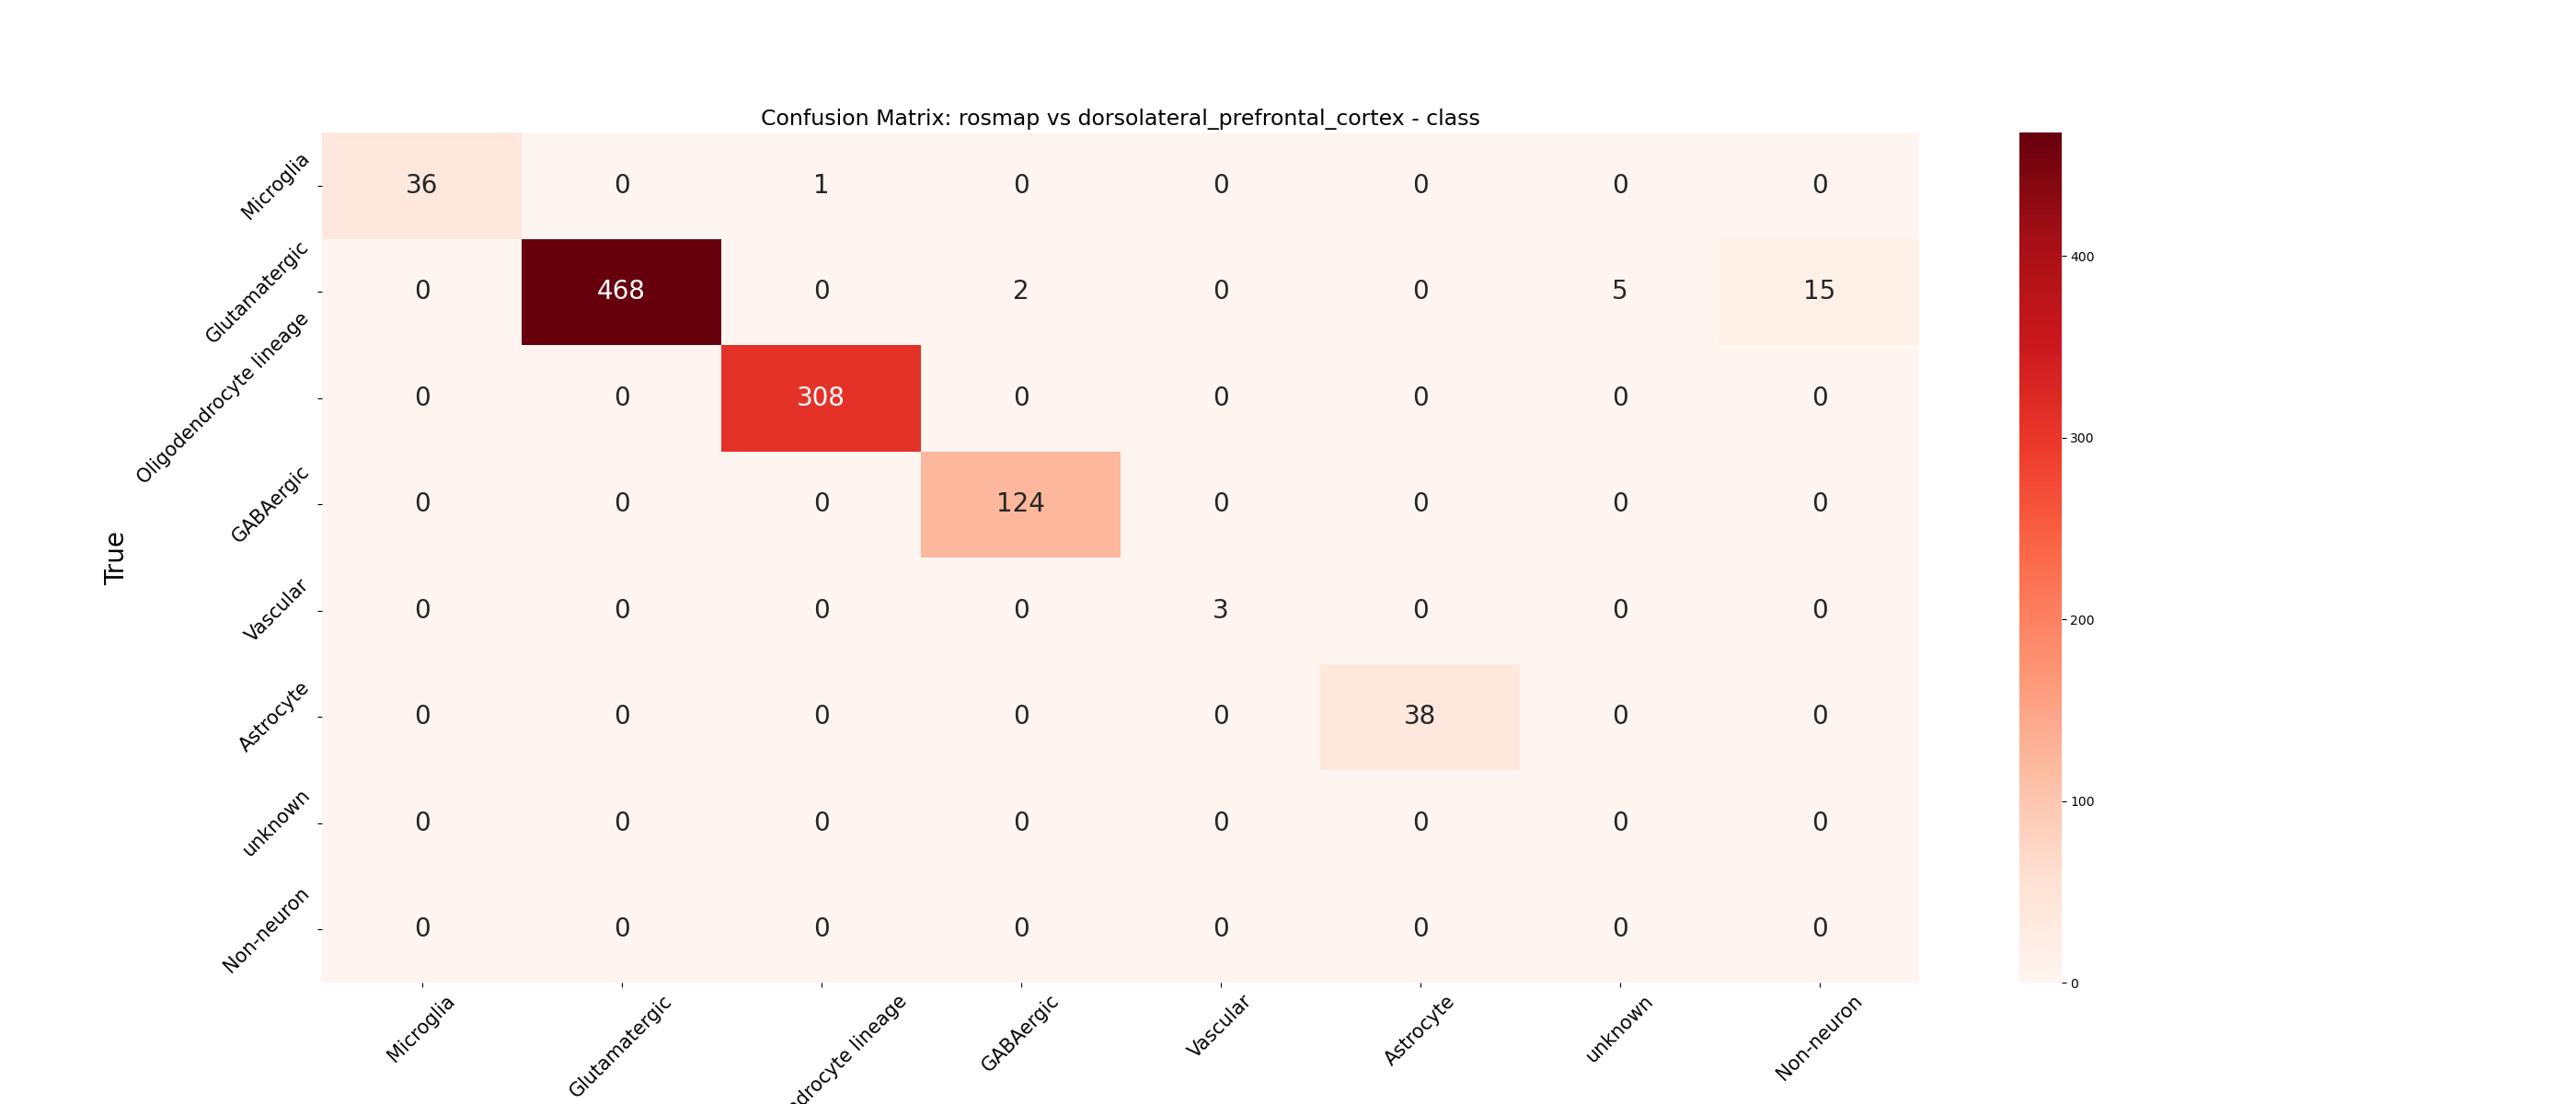 Confusion Matrix: rosmap vs dorsolateral_prefrontal_cortex - class
Microglia 36 0 1 0 0 0 0 0
Glutamatergic 0 468 0 2 0 0 5 15
Oligodendrocyte lineage 0 0 308 0 0 0 0 0
GABAergic 0 0 0 124 0 0 0 0
Vascular 0 0 0 0 3 0 0 0
Astrocyte 0 0 0 0 0 38 0 0
unknown 0 0 0 0 0 0 0 0
Non-neuron 0 0 0 0 0 0 0 0
True
Microglia Glutamatergic ndrocyte lineage GABAergic Vascular Astrocyte unknown Non-neuron
400
300
200
100
0